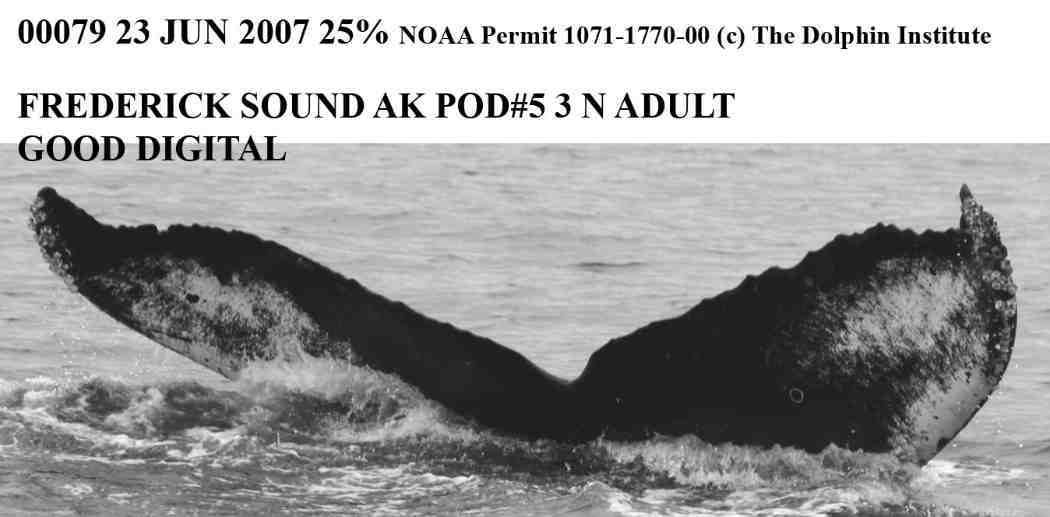 00079 23 JUN 2007 25% NOAA Permit 1071-1770-00 (c) The Dolphin Institute
FREDERICK SOUND AK POD#5 3 N ADULT
GOOD DIGITAL